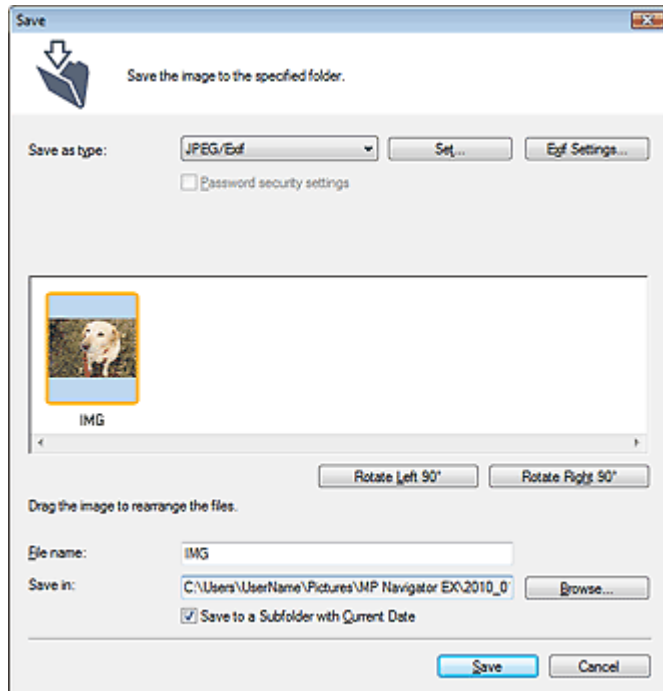 Save
Save the image to the specified folder.
Save as type: JPEG/Exif Set... Exif Settings...
Password security settings
IMG
Rotate Left 90° Rotate Right 90°
Drag the image to rearrange the files.
File name: IMG
Save in: C:\Users\UserName\Pictures\MP Navigator EX\2010_0 Browse...
Save to a Subfolder with Current Date
Save Cancel